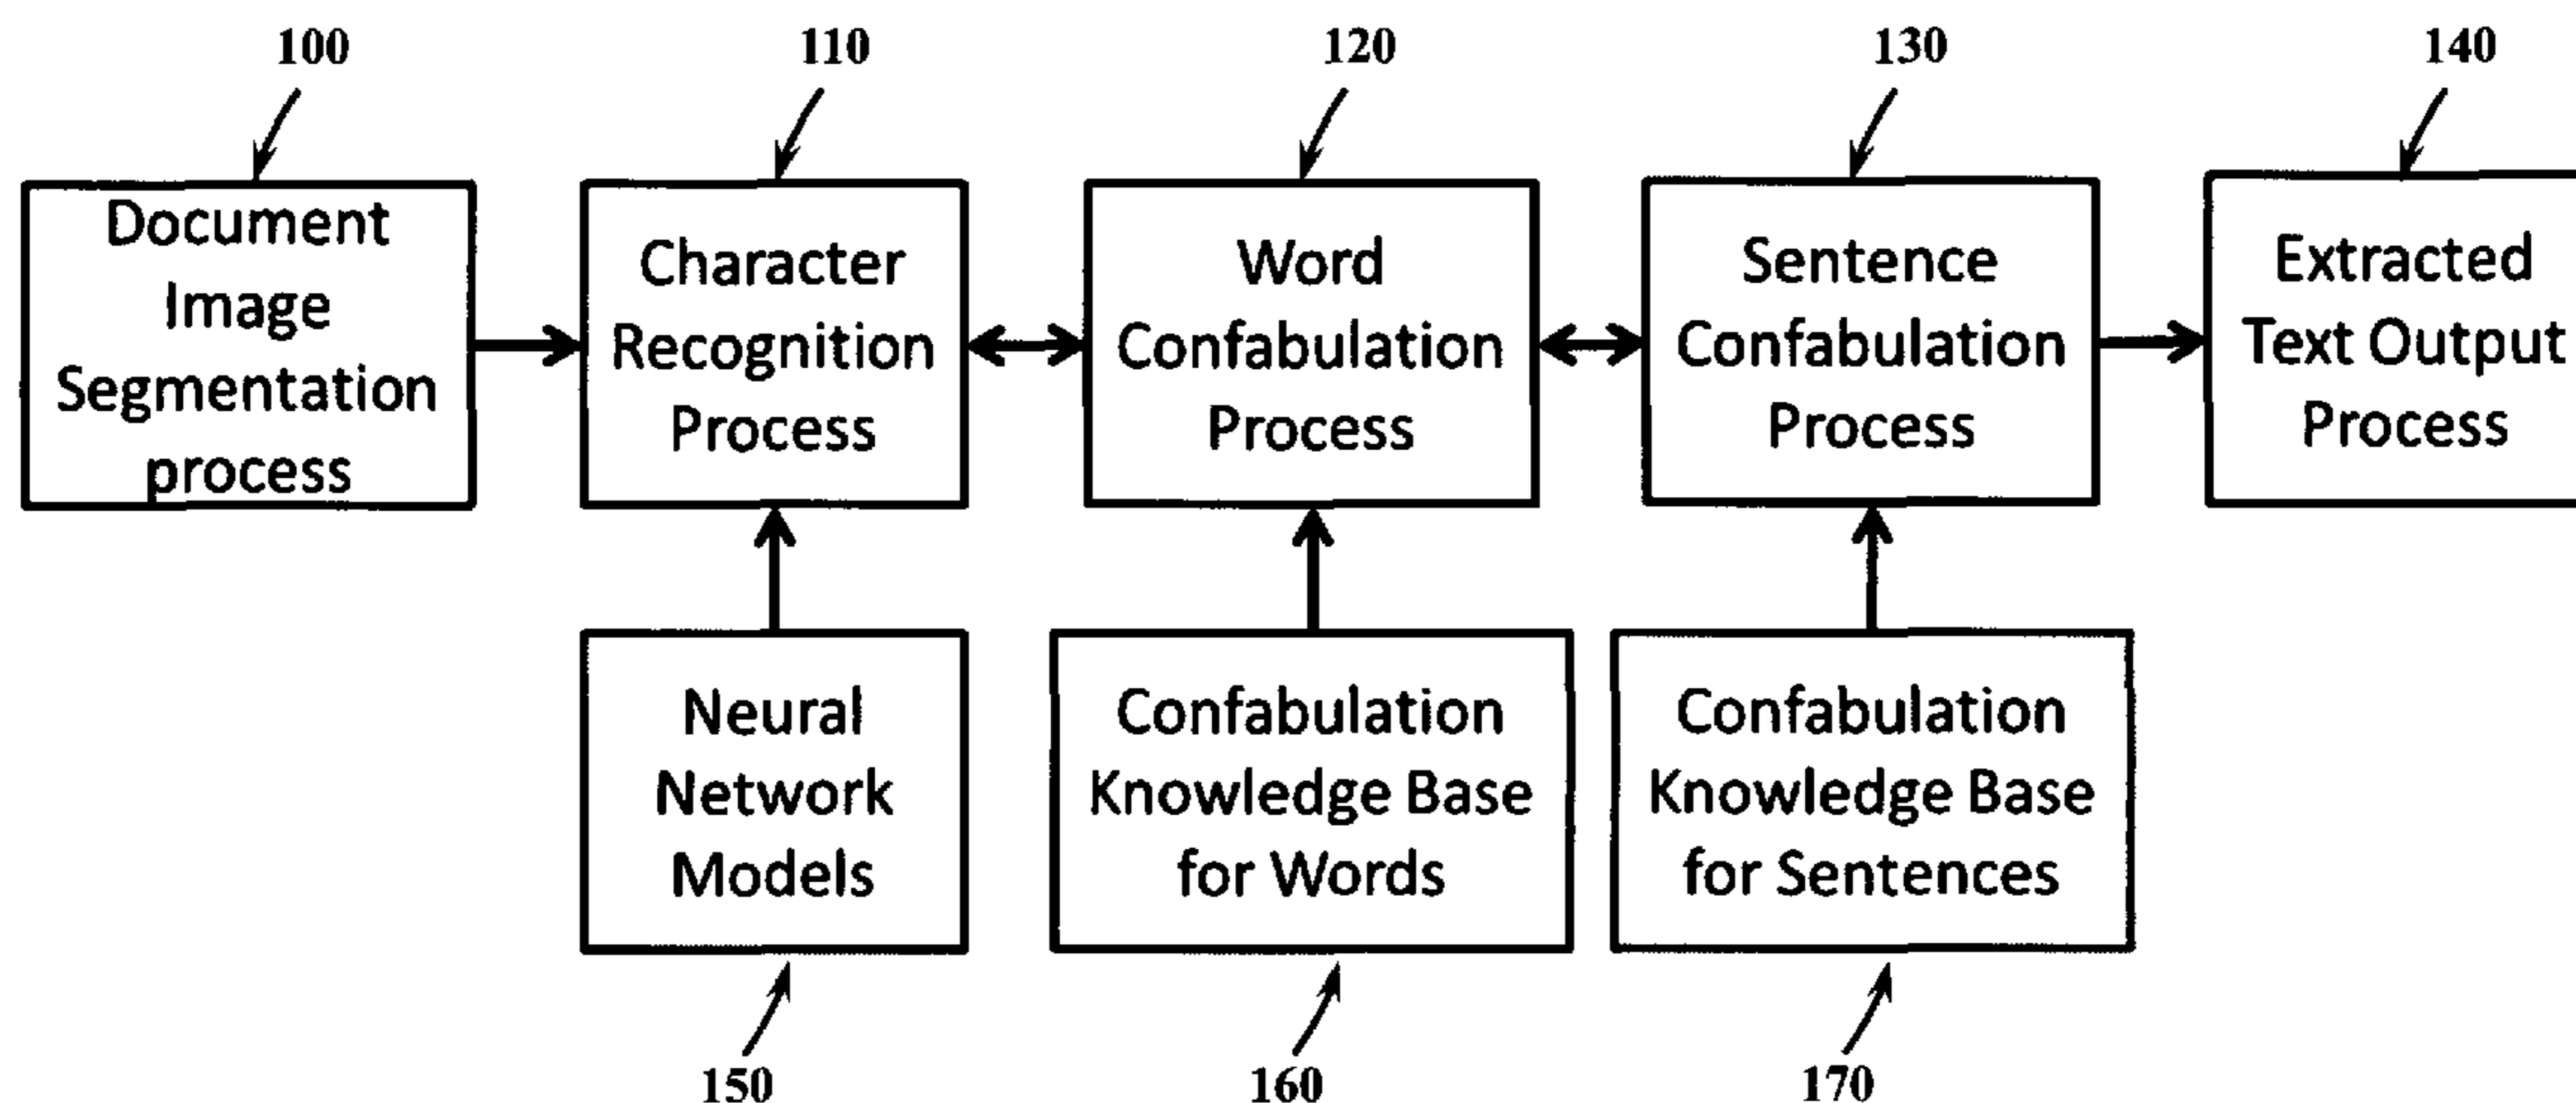 100
110
120
130
140
Document
Image
Segmentation
process
Character
Recognition
Process
Word
Confabulation
Process
Sentence
Confabulation
Process
Extracted
Text Output
Process
Neural
Network
Models
Confabulation
Knowledge Base
for Words
Confabulation
Knowledge Base
for Sentences
150
160
170